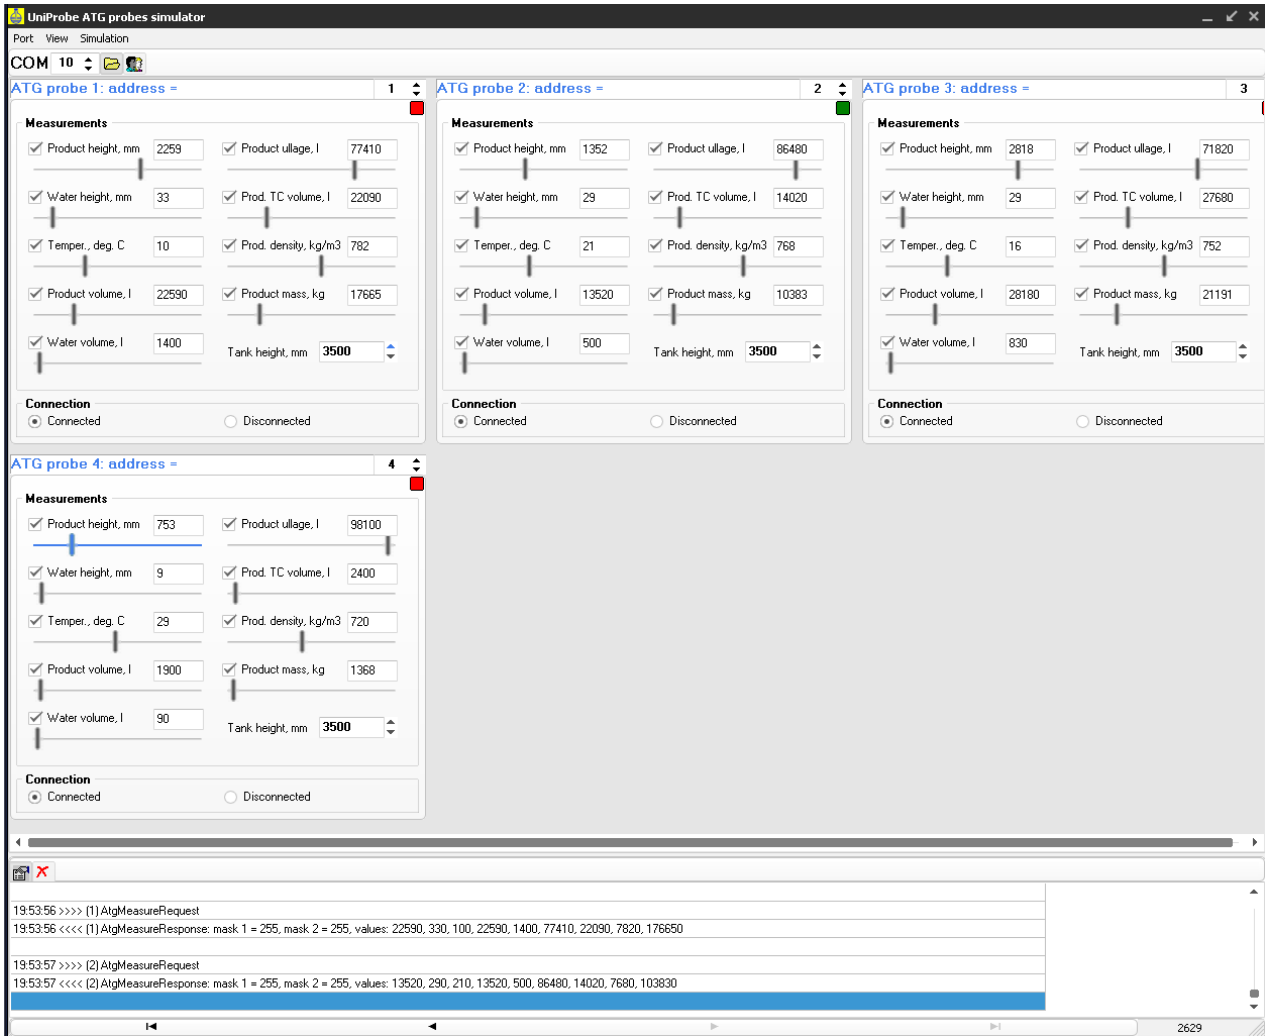 UniProbe ATG probes simulator
Port View Simulation
COM 10
ATG probe 1: address = 1
Measurements
Product height, mm 2259 Product ullage, l 77410
Water height, mm 33 Prod. TC volume, l 22090
Temper., deg. C 10 Prod. density, kg/m3 782
Product volume, l 22590 Product mass, kg 17665
Water volume, l 1400 Tank height, mm 3500
Connection
Connected Disconnected
ATG probe 2: address = 2
Measurements
Product height, mm 1352 Product ullage, l 86480
Water height, mm 29 Prod. TC volume, l 14020
Temper., deg. C 21 Prod. density, kg/m3 768
Product volume, l 13520 Product mass, kg 10383
Water volume, l 500 Tank height, mm 3500
Connection
Connected Disconnected
ATG probe 3: address = 3
Measurements
Product height, mm 2818 Product ullage, l 71820
Water height, mm 29 Prod. TC volume, l 27680
Temper., deg. C 16 Prod. density, kg/m3 752
Product volume, l 28180 Product mass, kg 21191
Water volume, l 830 Tank height, mm 3500
Connection
Connected Disconnected
ATG probe 4: address = 4
Measurements
Product height, mm 753 Product ullage, l 98100
Water height, mm 9 Prod. TC volume, l 2400
Temper., deg. C 29 Prod. density, kg/m3 720
Product volume, l 1900 Product mass, kg 1368
Water volume, l 90 Tank height, mm 3500
Connection
Connected Disconnected
19:53:56 >>>> (1) AtgMeasureRequest
19:53:56 <<<< (1) AtgMeasureResponse: mask 1 = 255, mask 2 = 255, values: 22590, 330, 100, 22590, 1400, 77410, 22090, 7820, 176650
19:53:57 >>>> (2) AtgMeasureRequest
19:53:57 <<<< (2) AtgMeasureResponse: mask 1 = 255, mask 2 = 255, values: 13520, 290, 210, 13520, 500, 86480, 14020, 7680, 103830
2629